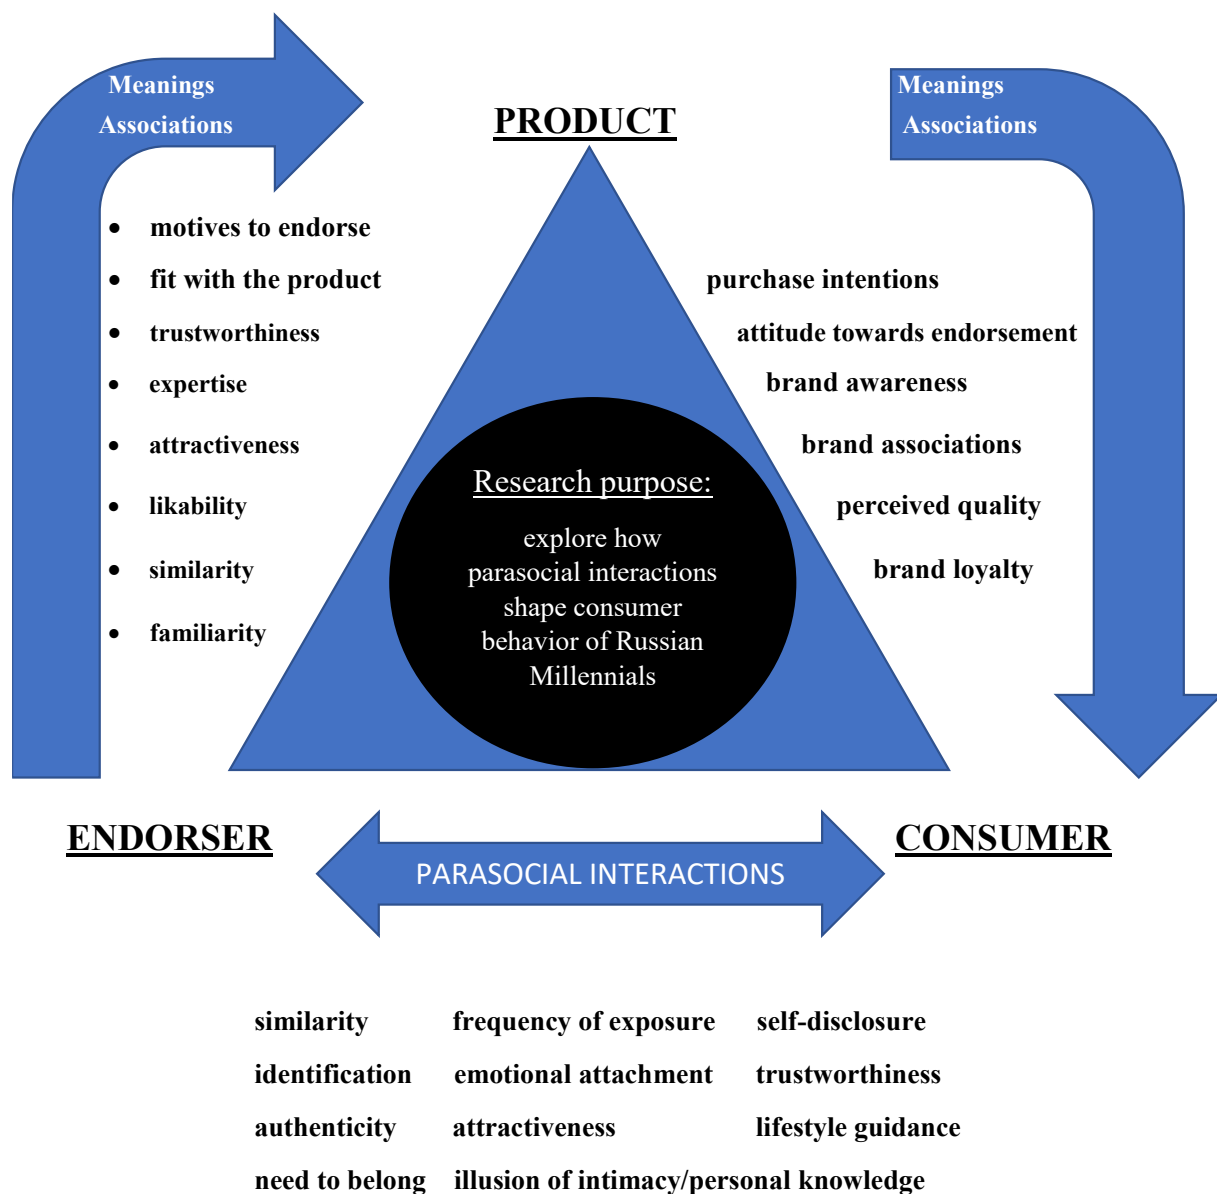 Meanings
Associations
PRODUCT
Meanings
Associations
• motives to endorse
• fit with the product
• trustworthiness
• expertise
• attractiveness
• likability
• similarity
• familiarity
purchase intentions
attitude towards endorsement
brand awareness
brand associations
perceived quality
brand loyalty
Research purpose:
explore how
parasocial interactions
shape consumer
behavior of Russian
Millennials
ENDORSER
PARASOCIAL INTERACTIONS
CONSUMER
similarity frequency of exposure self-disclosure
identification emotional attachment trustworthiness
authenticity attractiveness lifestyle guidance
need to belong illusion of intimacy/personal knowledge